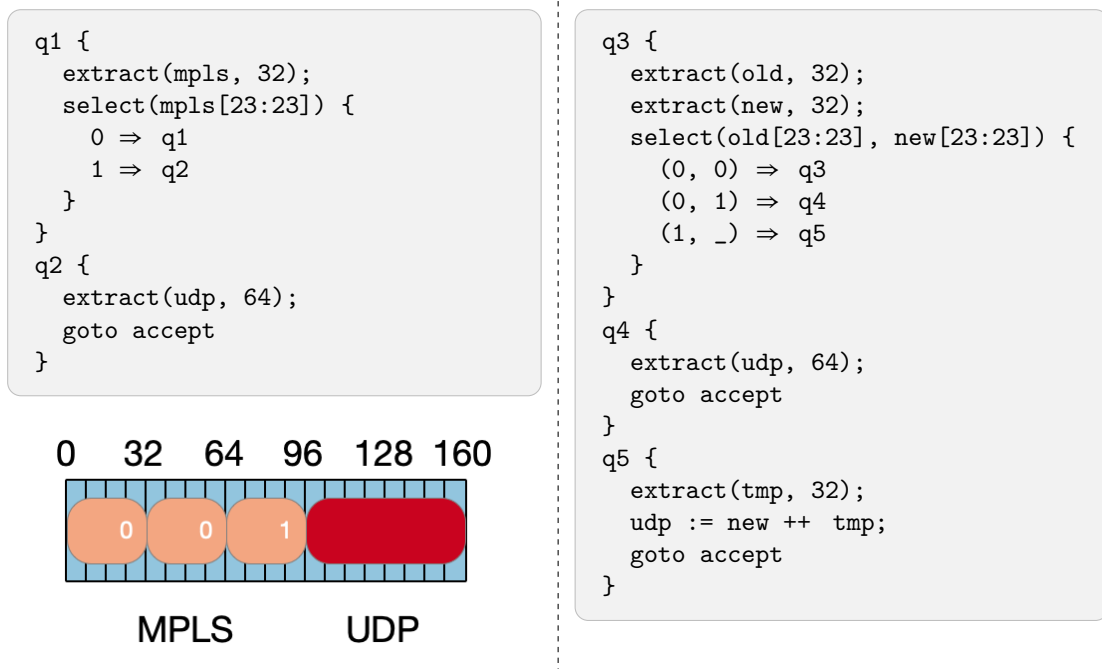 q1 {
  extract(mpls, 32);
  select(mpls[23:23]) {
    0 ⇒ q1
    1 ⇒ q2
  }
}
q2 {
  extract(udp, 64);
  goto accept
}
0 32 64 96 128 160
0 0 1
MPLS UDP
q3 {
  extract(old, 32);
  extract(new, 32);
  select(old[23:23], new[23:23]) {
    (0, 0) ⇒ q3
    (0, 1) ⇒ q4
    (1, _) ⇒ q5
  }
}
q4 {
  extract(udp, 64);
  goto accept
}
q5 {
  extract(tmp, 32);
  udp := new ++ tmp;
  goto accept
}